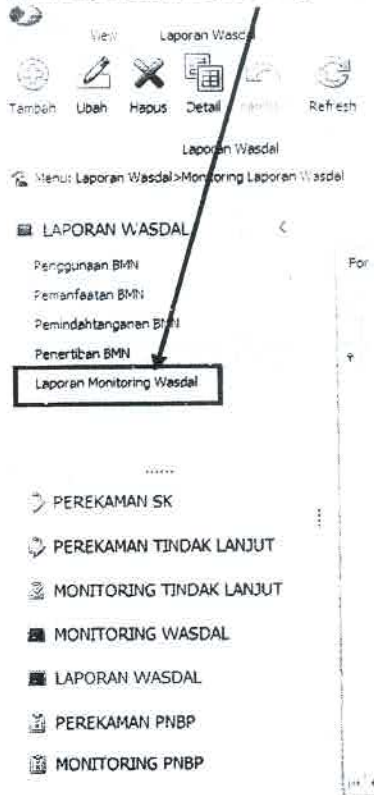 View Laporan Wasdal
Tambah Ubah Hapus Detail Refresh
Laporan Wasdal
Menu: Laporan Wasdal>Monitoring Laporan Wasdal
LAPORAN WASDAL <
Penggunaan BMN
For
Pemanfaatan BMN
Pemindahtanganan BMN
Penertiban BMN
Laporan Monitoring Wasdal
PEREKAMAN SK
PEREKAMAN TINDAK LANJUT
MONITORING TINDAK LANJUT
MONITORING WASDAL
LAPORAN WASDAL
PEREKAMAN PNBP
MONITORING PNBP